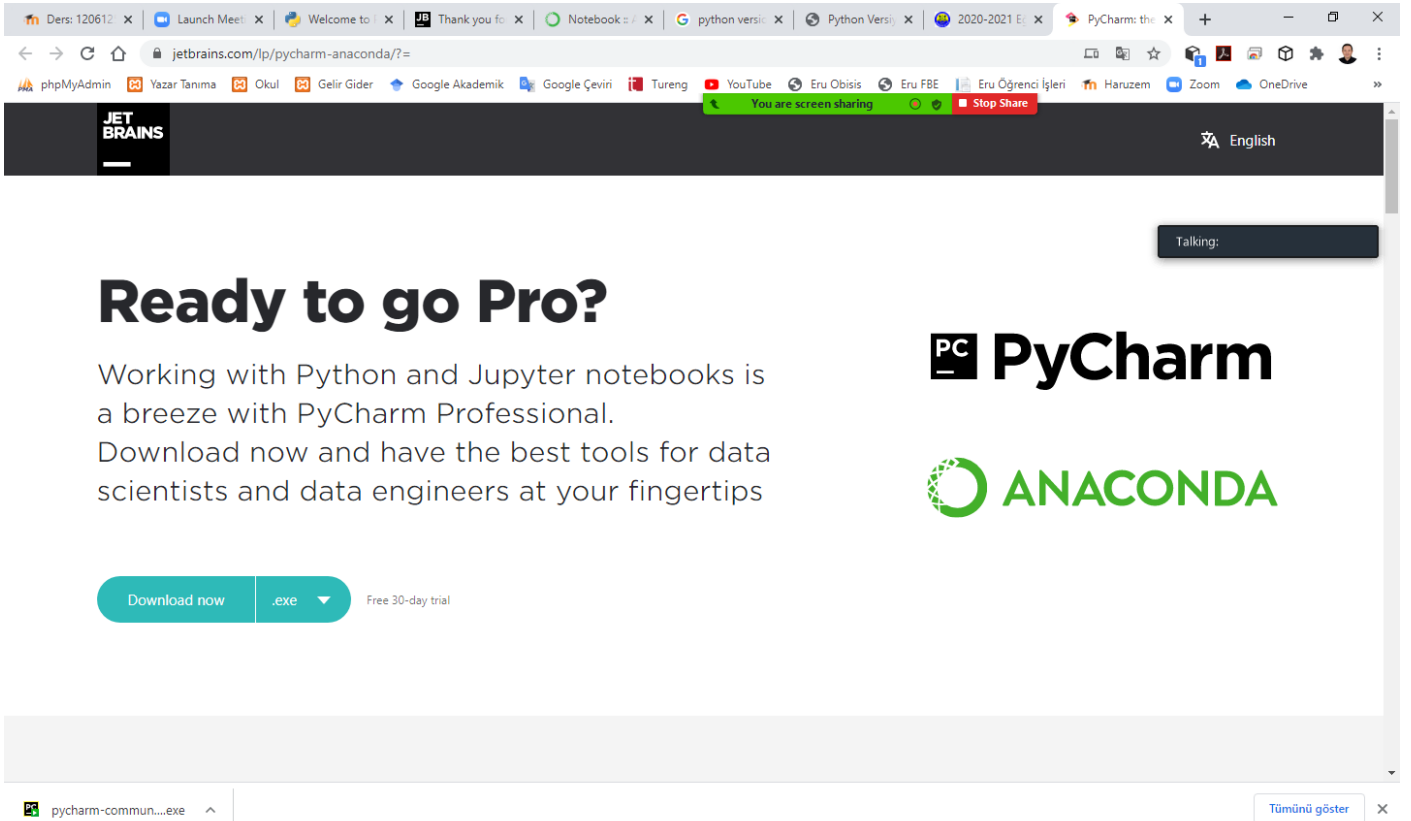 Ders: 120612
Launch Meeti
Welcome to
Thank you fo
Notebook :: A
python versio
Python Versiy
2020-2021 Eğ
PyCharm: the
jetbrains.com/lp/pycharm-anaconda/?=
phpMyAdmin
Yazar Tanıma
Okul
Gelir Gider
Google Akademik
Google Çeviri
Tureng
YouTube
Eru Obisis
Eru FBE
Eru Öğrenci İşleri
Haruzem
Zoom
OneDrive
»
You are screen sharing
Stop Share
JET
BRAINS
English
Talking:
Ready to go Pro?
Working with Python and Jupyter notebooks is
a breeze with PyCharm Professional.
Download now and have the best tools for data
scientists and data engineers at your fingertips
PC PyCharm
ANACONDA
Download now
.exe
Free 30-day trial
pycharm-commun....exe
Tümünü göster